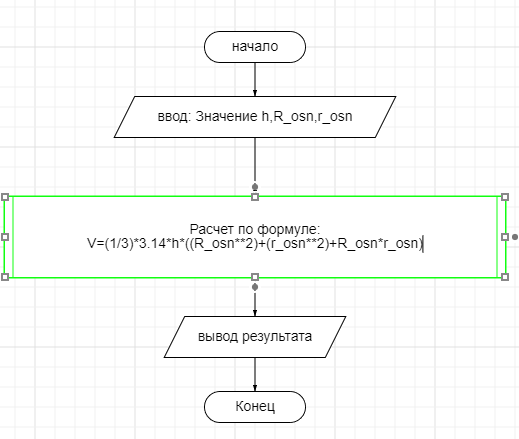 начало
ввод: Значение h,R_osn,r_osn
Расчет по формуле:
V=(1/3)*3.14*h*((R_osn**2)+(r_osn**2)+R_osn*r_osn)
вывод результата
Конец